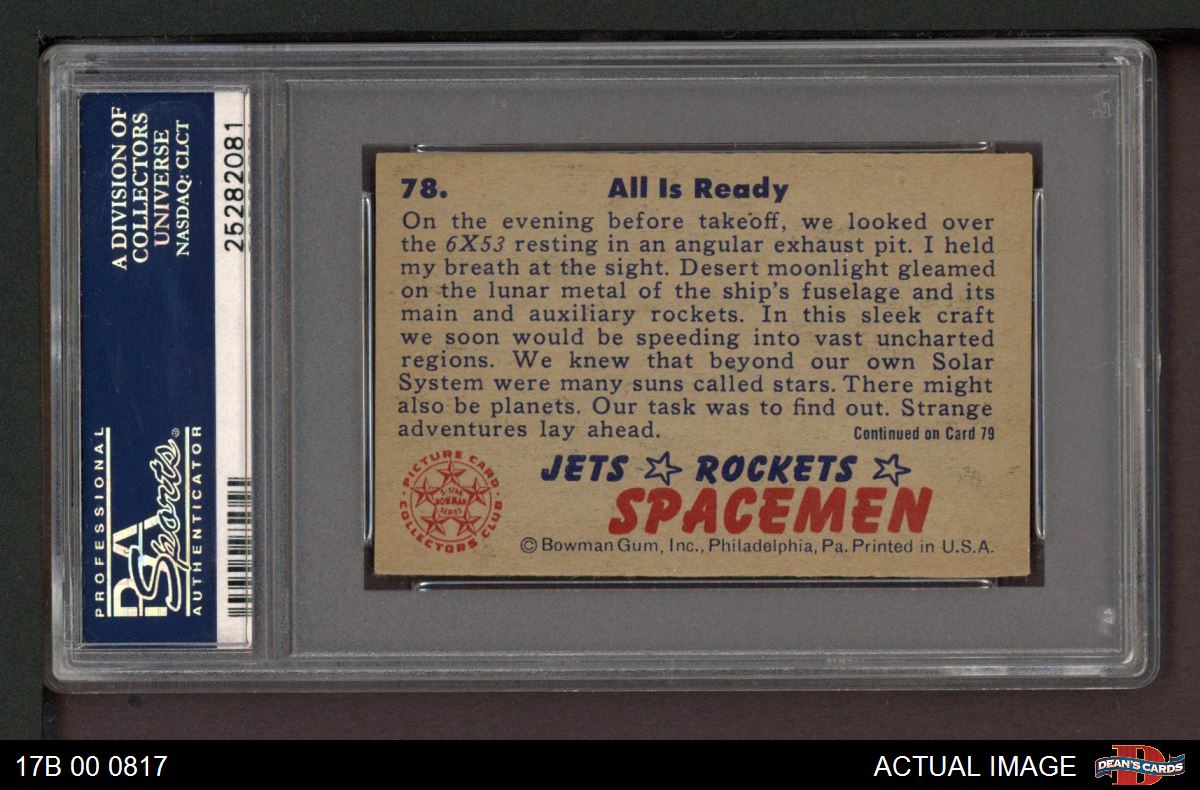 A DIVISION OF
COLLECTORS
UNIVERSE
NASDAQ: CLCT
25282081
PROFESSIONAL
PSA
Sports
AUTHENTICATOR
78. All Is Ready
On the evening before takeoff, we looked over
the 6X53 resting in an angular exhaust pit. I held
my breath at the sight. Desert moonlight gleamed
on the lunar metal of the ship's fuselage and its
main and auxiliary rockets. In this sleek craft
we soon would be speeding into vast uncharted
regions. We knew that beyond our own Solar
System were many suns called stars. There might
also be planets. Our task was to find out. Strange
adventures lay ahead. Continued on Card 79
PICTURE CARD
COLLECTORS CLUB
5-STAR
BOWMAN
SERIES
JETS ☆ ROCKETS ☆
SPACEMEN
© Bowman Gum, Inc., Philadelphia, Pa. Printed in U.S.A.
17B 00 0817
ACTUAL IMAGE
DEAN'S CARDS